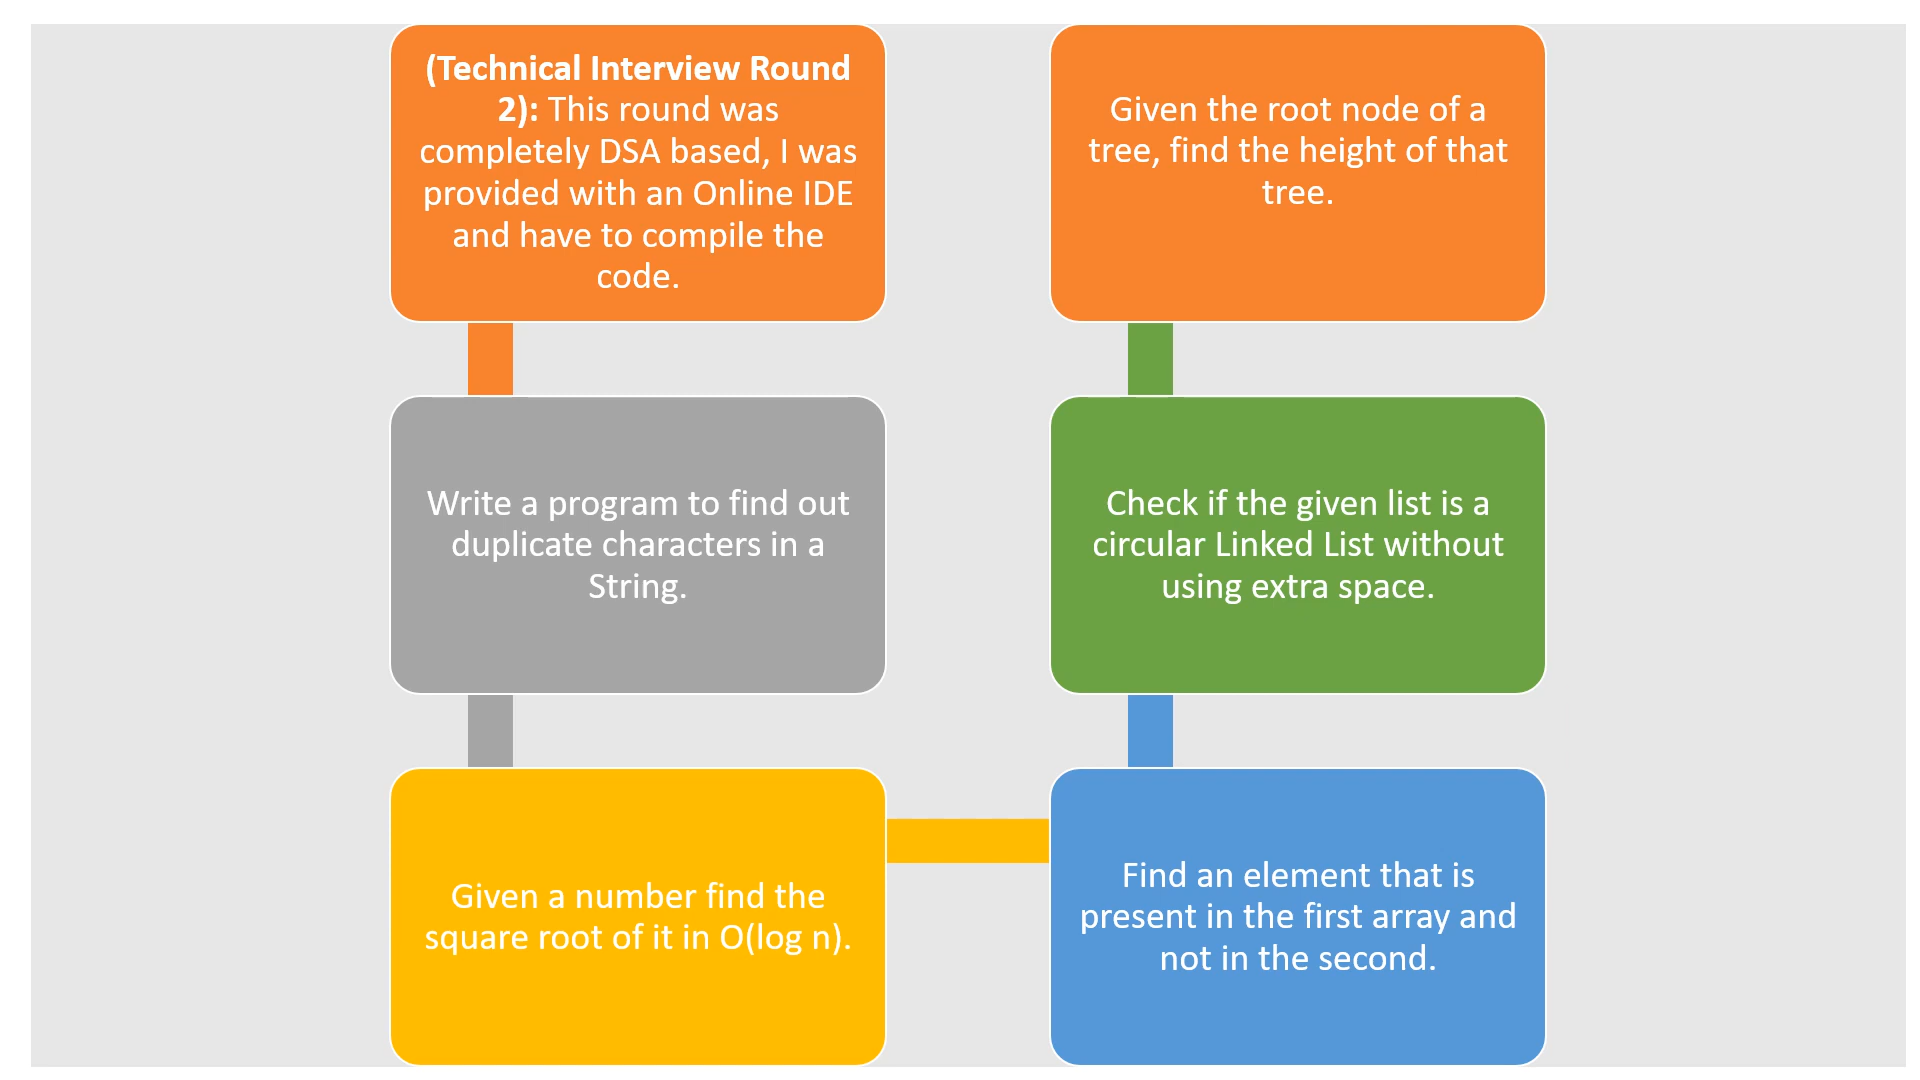 (Technical Interview Round
2): This round was
completely DSA based, I was
provided with an Online IDE
and have to compile the
code.
Write a program to find out
duplicate characters in a
String.
Given a number find the
square root of it in O(log n).
Find an element that is
present in the first array and
not in the second.
Check if the given list is a
circular Linked List without
using extra space.
Given the root node of a
tree, find the height of that
tree.